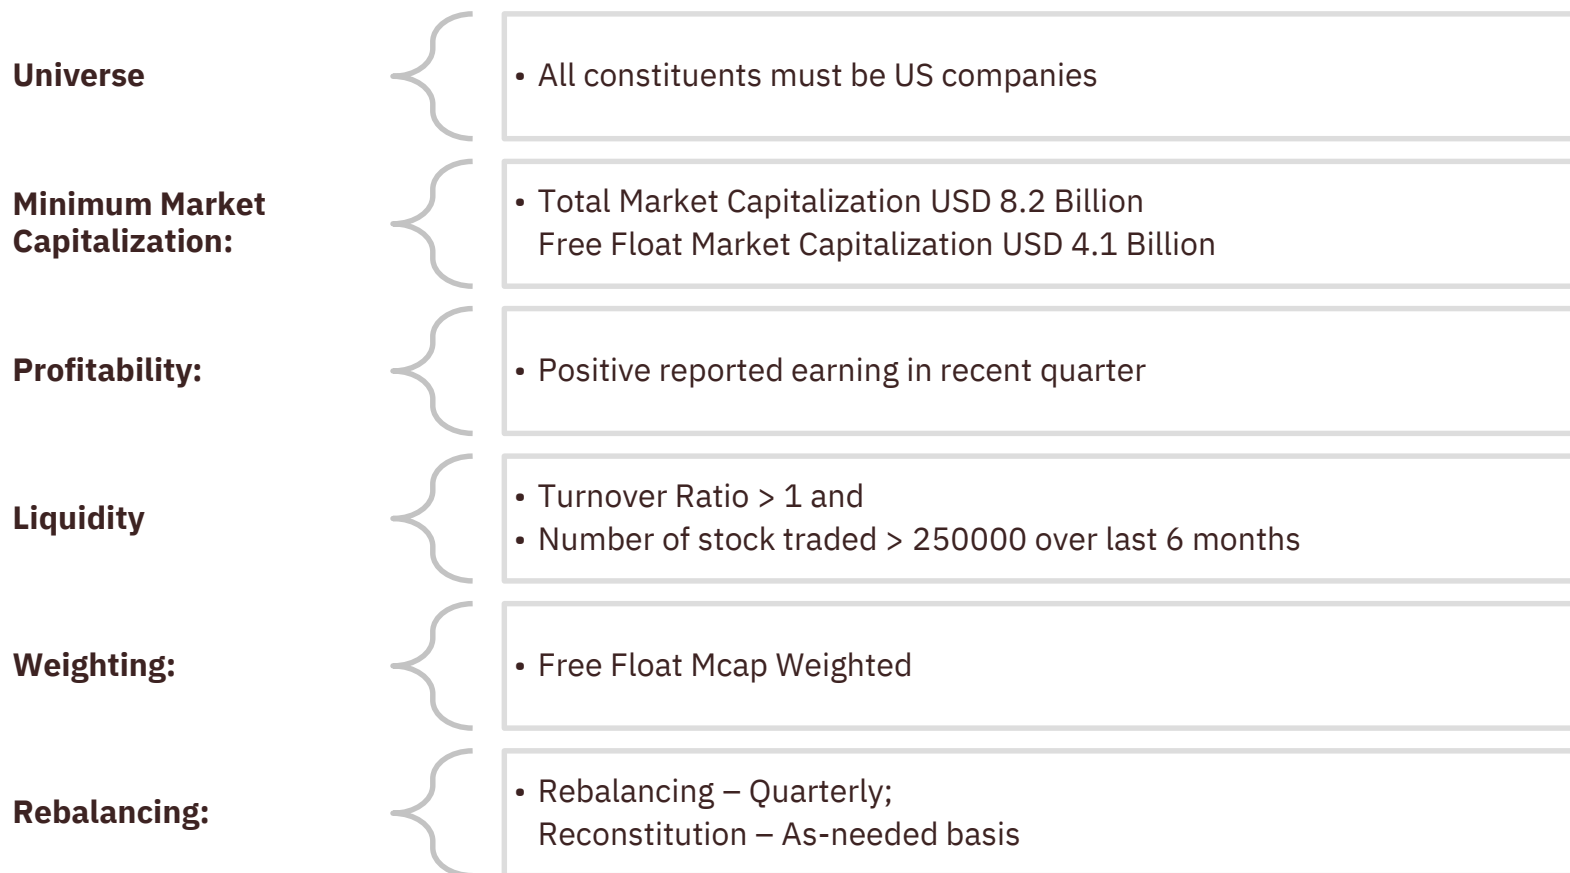 Universe
• All constituents must be US companies
Minimum Market
Capitalization:
• Total Market Capitalization USD 8.2 Billion
Free Float Market Capitalization USD 4.1 Billion
Profitability:
• Positive reported earning in recent quarter
Liquidity
• Turnover Ratio > 1 and
• Number of stock traded > 250000 over last 6 months
Weighting:
• Free Float Mcap Weighted
Rebalancing:
• Rebalancing – Quarterly;
Reconstitution – As-needed basis